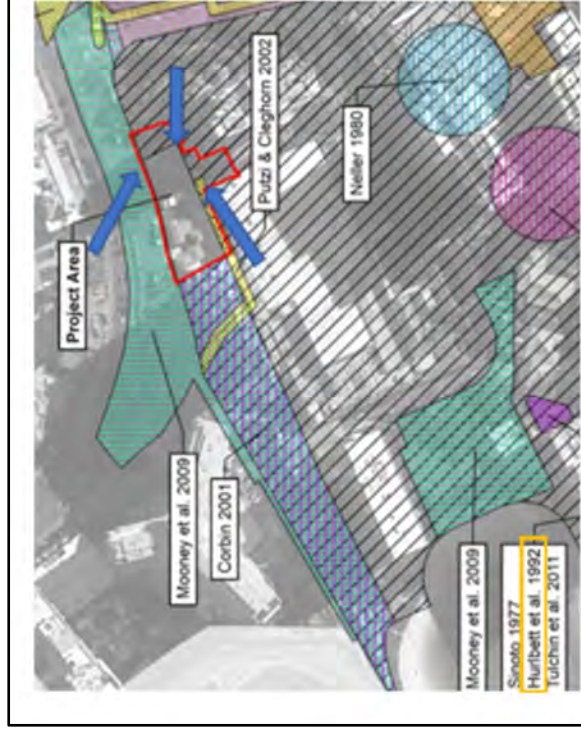 Project Area
Mooney et al. 2009
Corbin 2001
Putzi & Cleghorn 2002
Neller 1980
Mooney et al. 2009
Sinoto 1977
Hurlbett et al. 1992
Tulchin et al. 2011